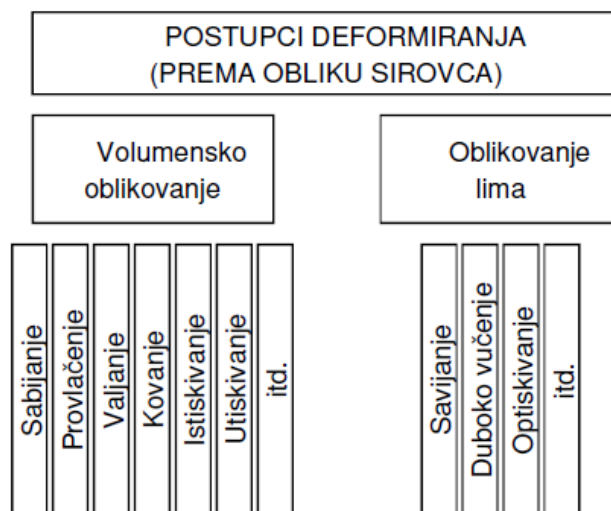 POSTUPCI DEFORMIRANJA
(PREMA OBLIKU SIROVCA)
Volumensko
oblikovanje
Oblikovanje
lima
Sabijanje
Provlačenje
Valjanje
Kovanje
Istiskivanje
Utiskivanje
itd.
Savijanje
Duboko vučenje
Optiskivanje
itd.